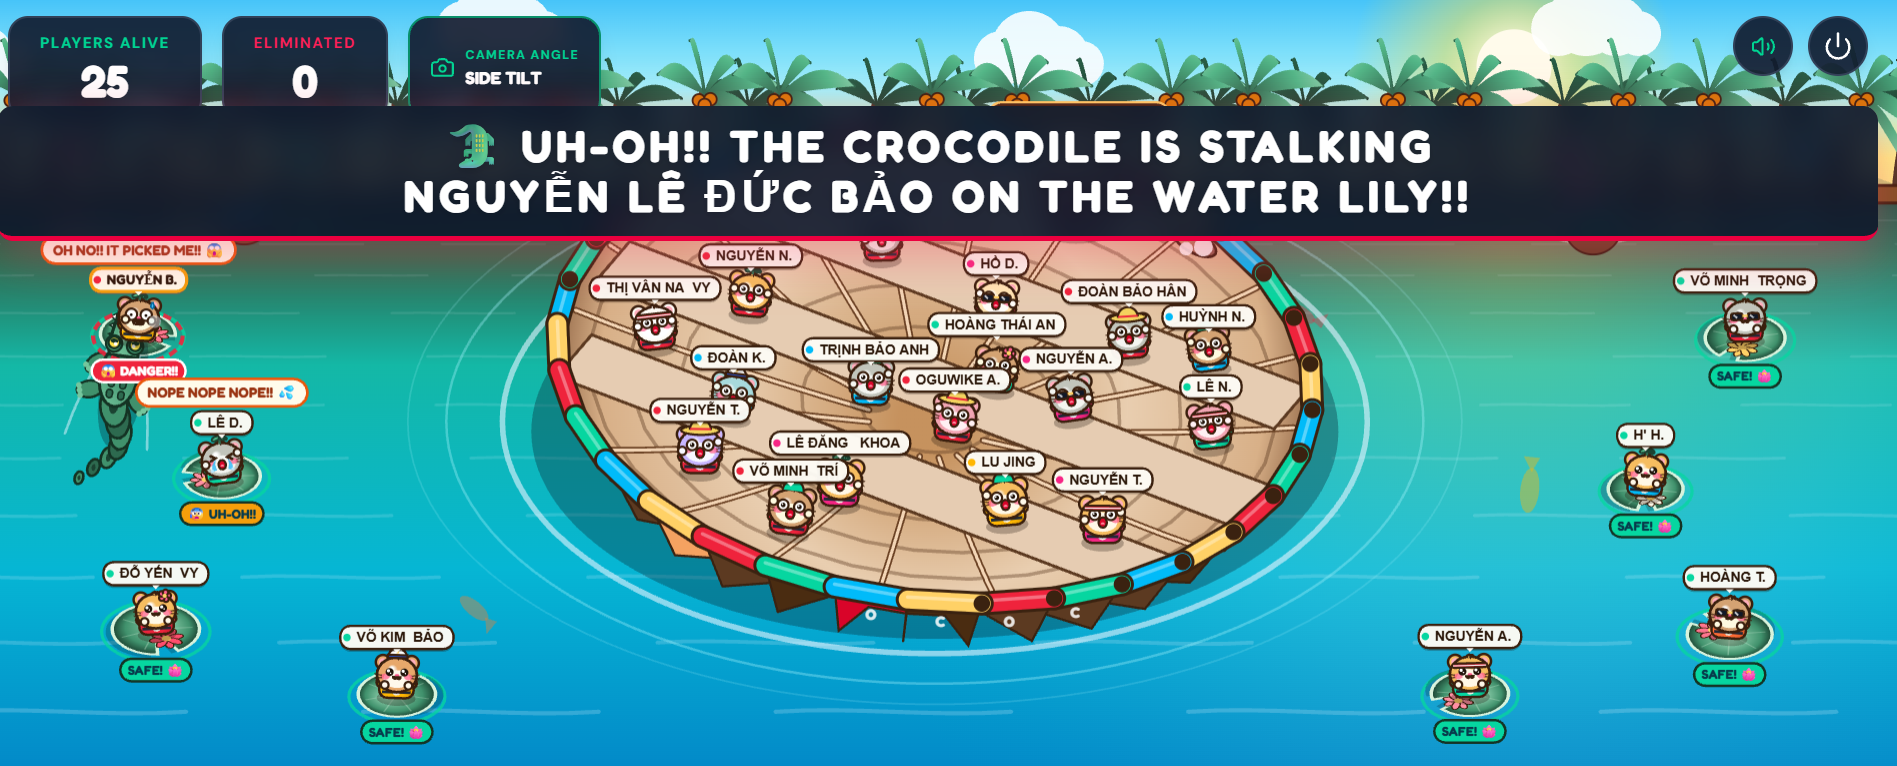 PLAYERS ALIVE
25
ELIMINATED
0
CAMERA ANGLE
SIDE TILT
UH-OH!! THE CROCODILE IS STALKING
NGUYỄN LÊ ĐỨC BẢO ON THE WATER LILY!!
OH NO!! IT PICKED ME!!
NGUYỄN B.
DANGER!!
NOPE NOPE NOPE!!
LÊ D.
UH-OH!!
ĐỖ YẾN VY
SAFE!
VÕ KIM BẢO
SAFE!
NGUYỄN N.
THỊ VÂN NA VY
HỒ D.
ĐOÀN BẢO HÂN
HUỲNH N.
HOÀNG THÁI AN
TRỊNH BẢO ANH
ĐOÀN K.
NGUYỄN A.
OGUWIKE A.
LÊ N.
NGUYỄN T.
LÊ ĐĂNG KHOA
VÕ MINH TRÍ
LU JING
NGUYỄN T.
O
C
O
C
VÕ MINH TRỌNG
SAFE!
H' H.
SAFE!
HOÀNG T.
SAFE!
NGUYỄN A.
SAFE!